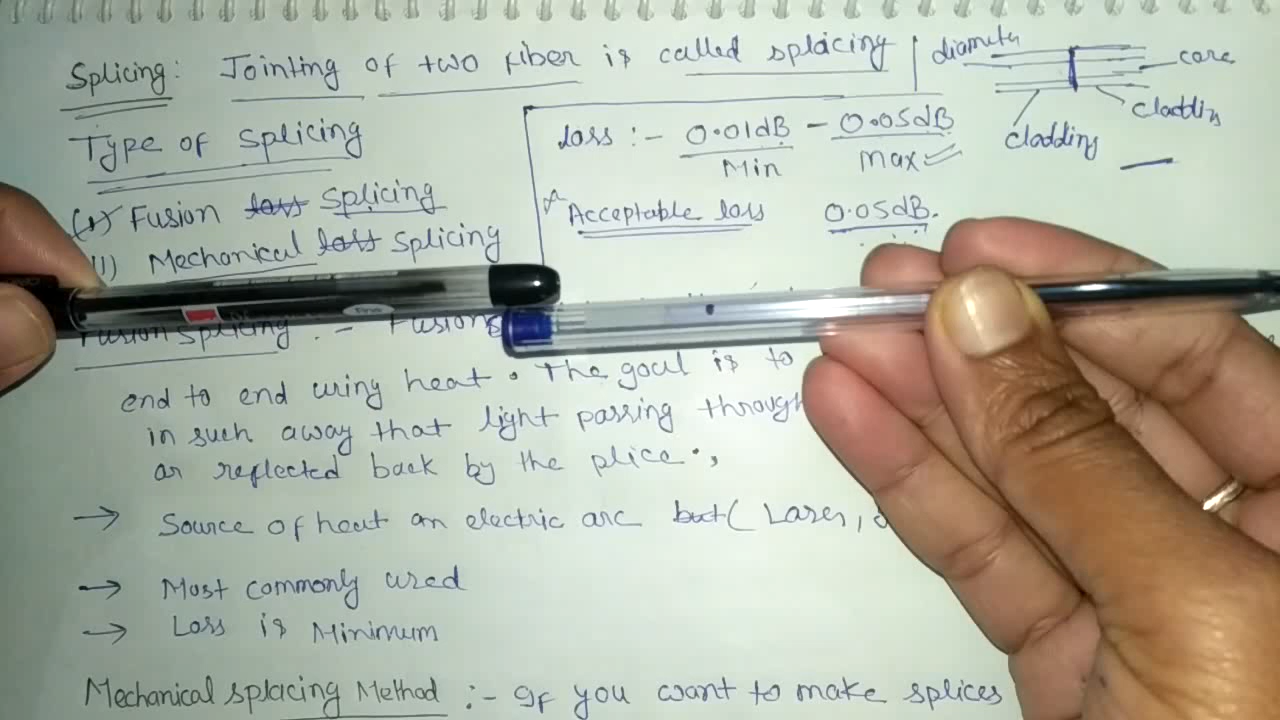 Splicing: Jointing of two fiber is called splacing
diameter
core
cladding
cladding
Type of splicing
loss :- 0.01dB - 0.05dB
Min max
(I) Fusion loss splicing
Acceptable loss 0.05dB.
II) Mechanical loss splicing
Fusion splicing :- Fusion
end to end using heat. The goal is to
in such away that light passing through
or reflected back by the plice.,
→ Source of heat an electric arc but (Laser,
→ Most commonly used
→ Loss is Minimum
Mechanical splacing Method :- If you want to make splices